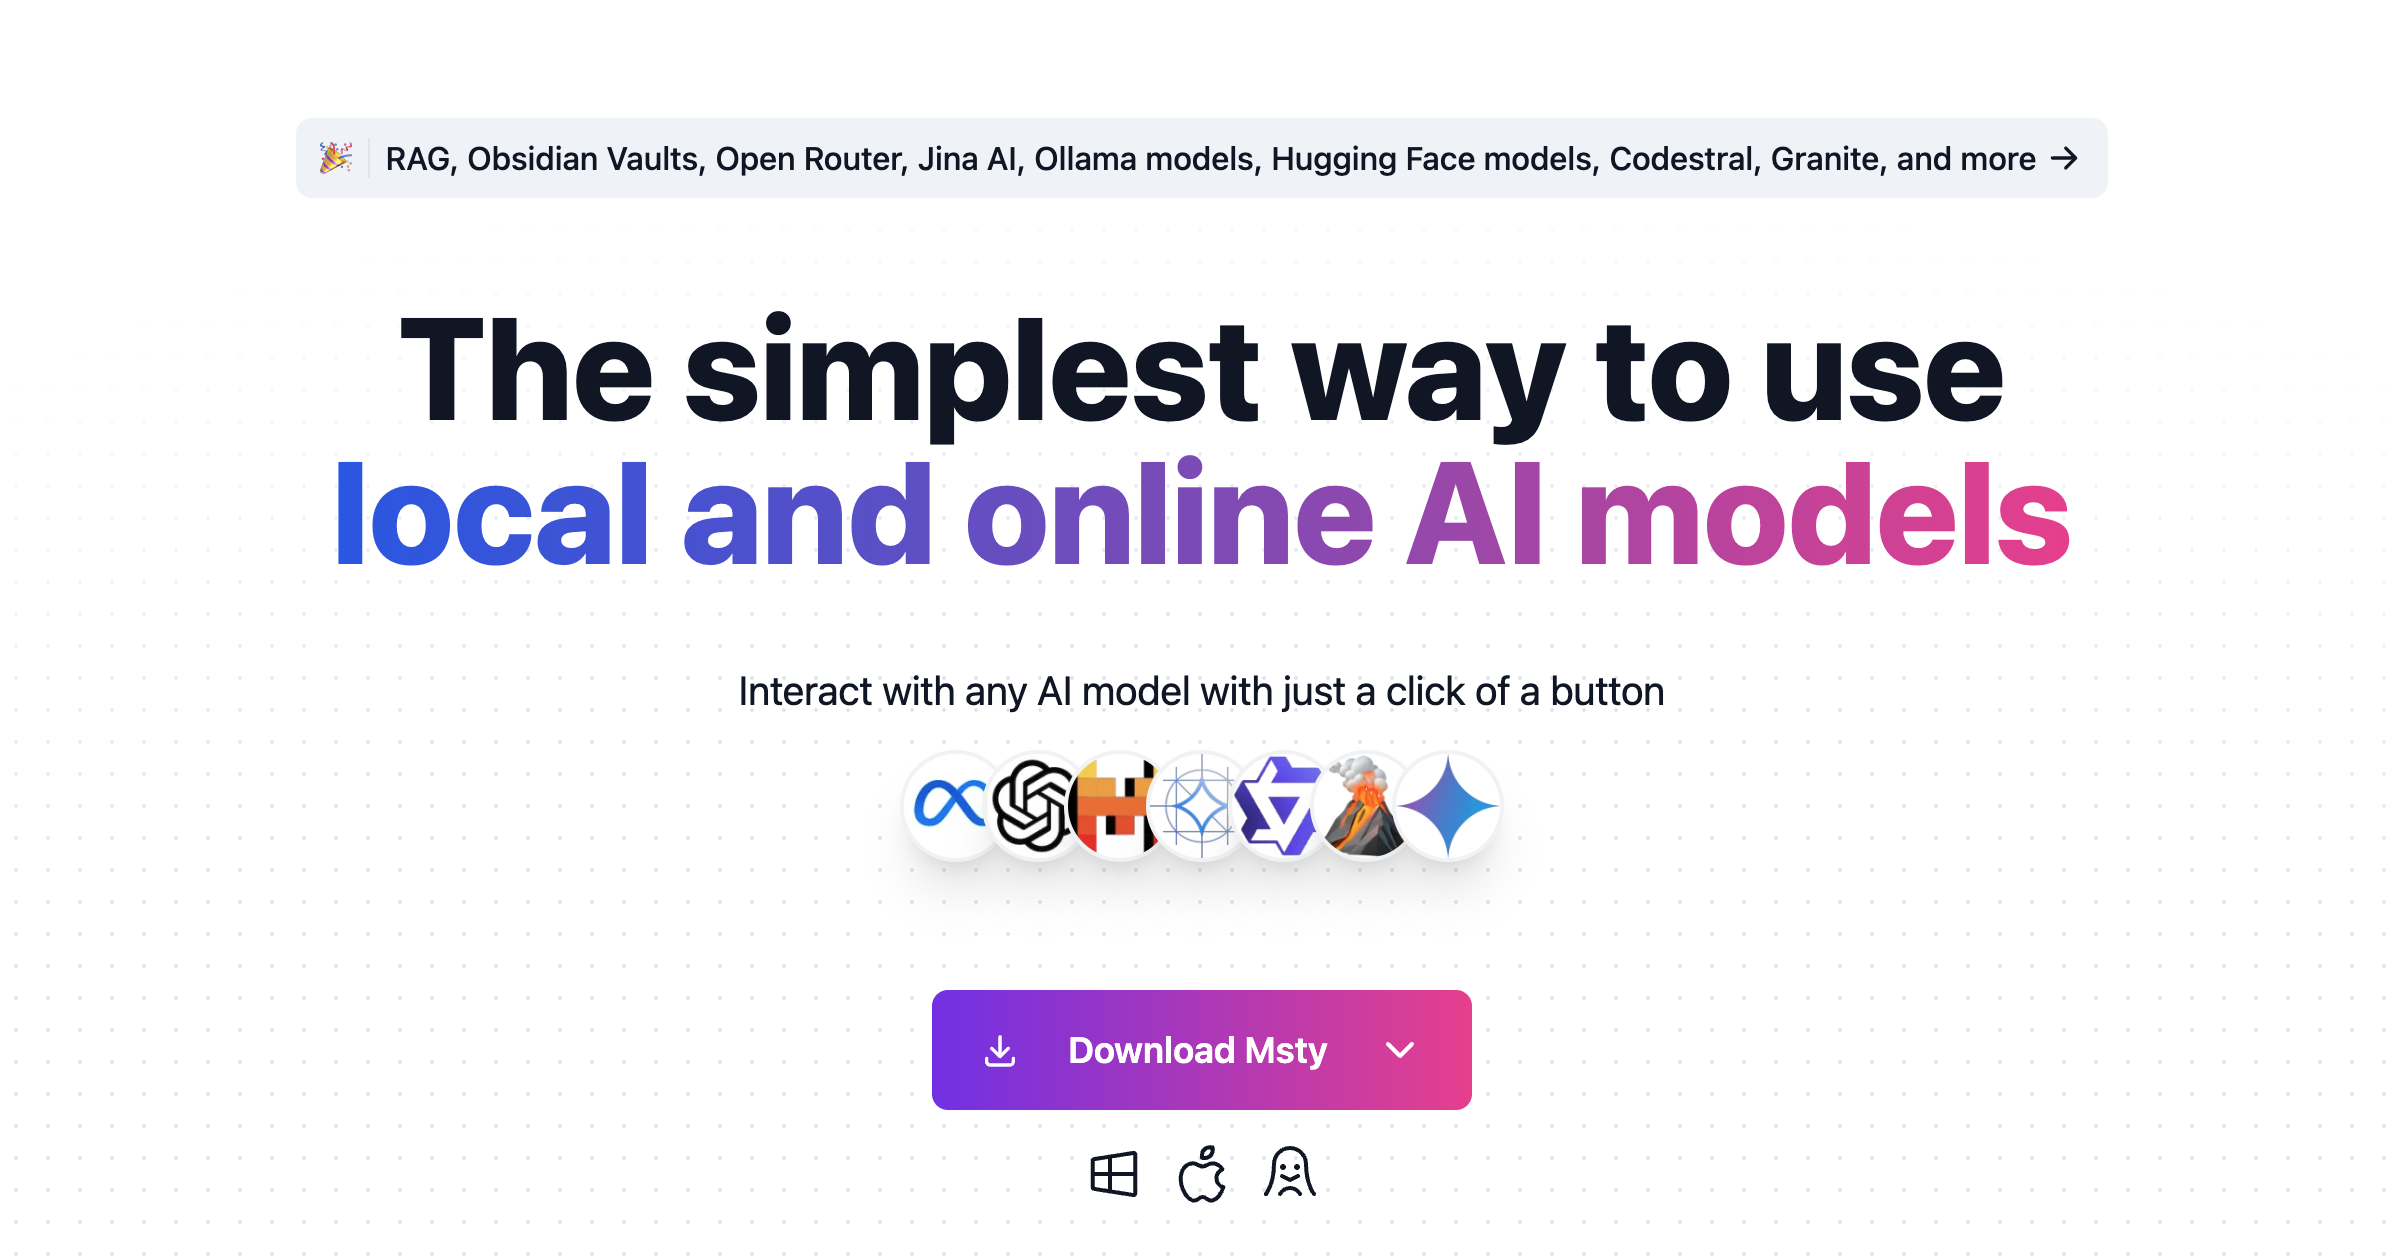 RAG, Obsidian Vaults, Open Router, Jina AI, Ollama models, Hugging Face models, Codestral, Granite, and more →
The simplest way to use
local and online AI models
Interact with any AI model with just a click of a button
Download Msty